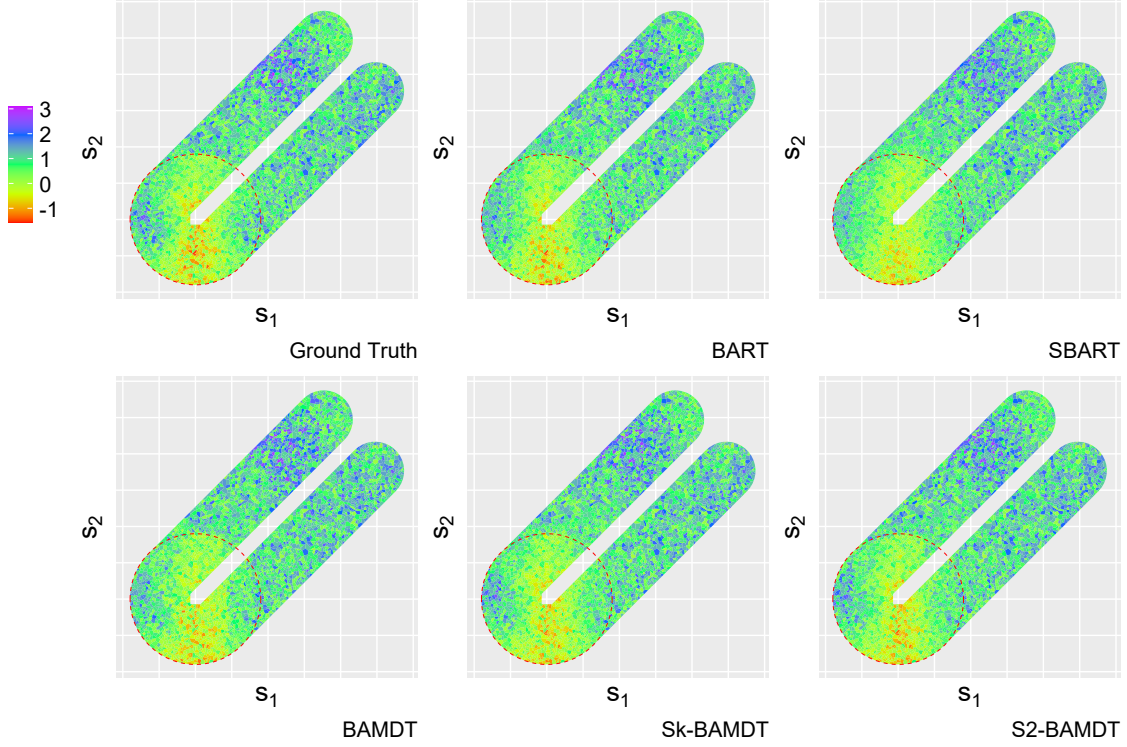 3
2
1
0
-1
s₂
s₁
Ground Truth
s₂
s₁
BART
s₂
s₁
SBART
s₂
s₁
BAMDT
s₂
s₁
Sk-BAMDT
s₂
s₁
S2-BAMDT